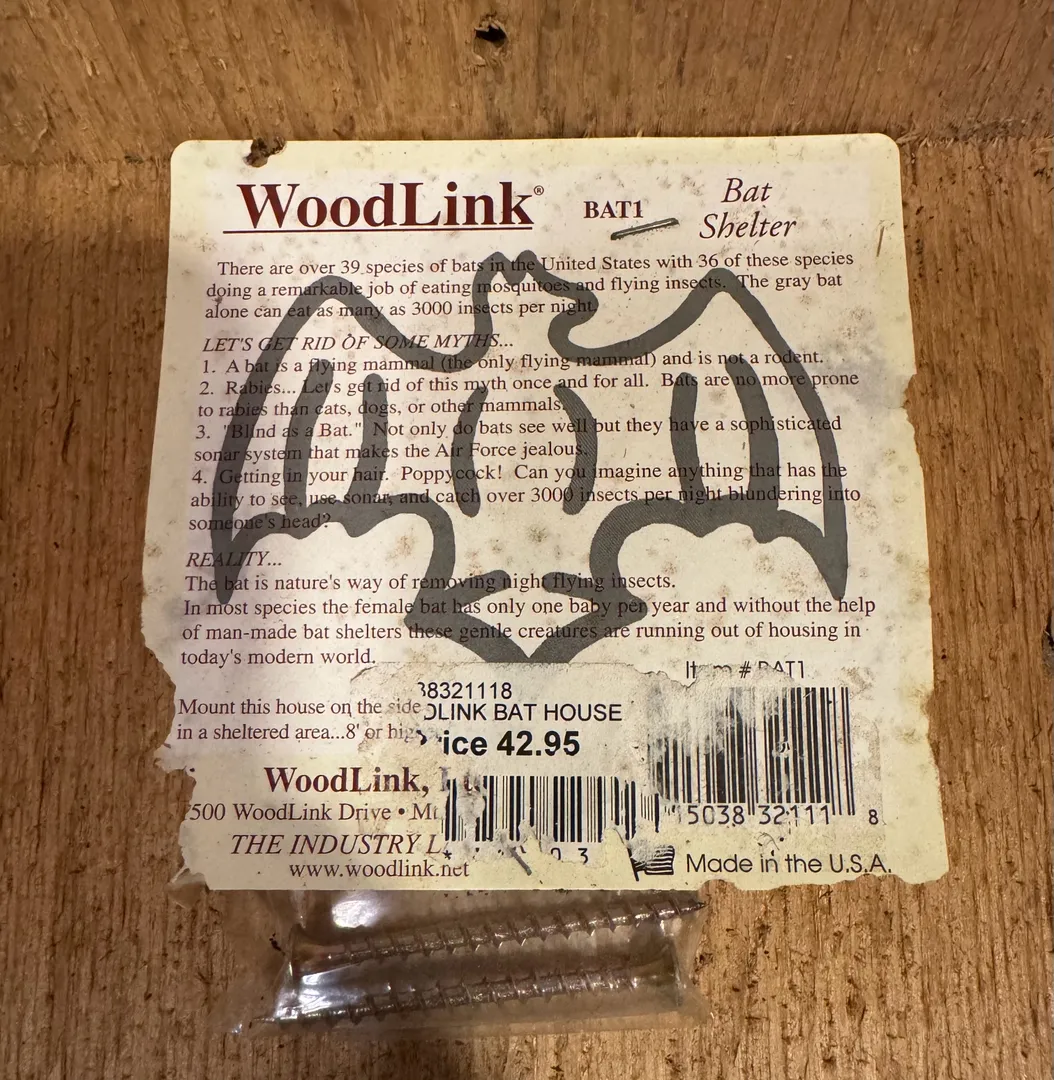 WoodLink®
BAT1
Bat
Shelter
There are over 39 species of bats in the United States with 36 of these species
doing a remarkable job of eating mosquitoes and flying insects. The gray bat
alone can eat as many as 3000 insects per night.
LET'S GET RID OF SOME MYTHS...
1. A bat is a flying mammal (the only flying mammal) and is not a rodent.
2. Rabies... Let's get rid of this myth once and for all. Bats are no more prone
to rabies than cats, dogs, or other mammals.
3. "Blind as a Bat." Not only do bats see well but they have a sophisticated
sonar system that makes the Air Force jealous.
4. Getting in your hair. Poppycock! Can you imagine anything that has the
ability to see, use sonar, and catch over 3000 insects per night blundering into
someone's head?
REALITY...
The bat is nature's way of removing night flying insects.
In most species the female bat has only one baby per year and without the help
of man-made bat shelters these gentle creatures are running out of housing in
today's modern world.
Mount this house on the side
in a sheltered area...8' or
WoodLink,
500 WoodLink Drive •
THE INDUSTRY
www.woodlink.net
38321118
DLINK BAT HOUSE
ice 42.95
Item # BAT1
15038 32111 8
Made in the U.S.A.